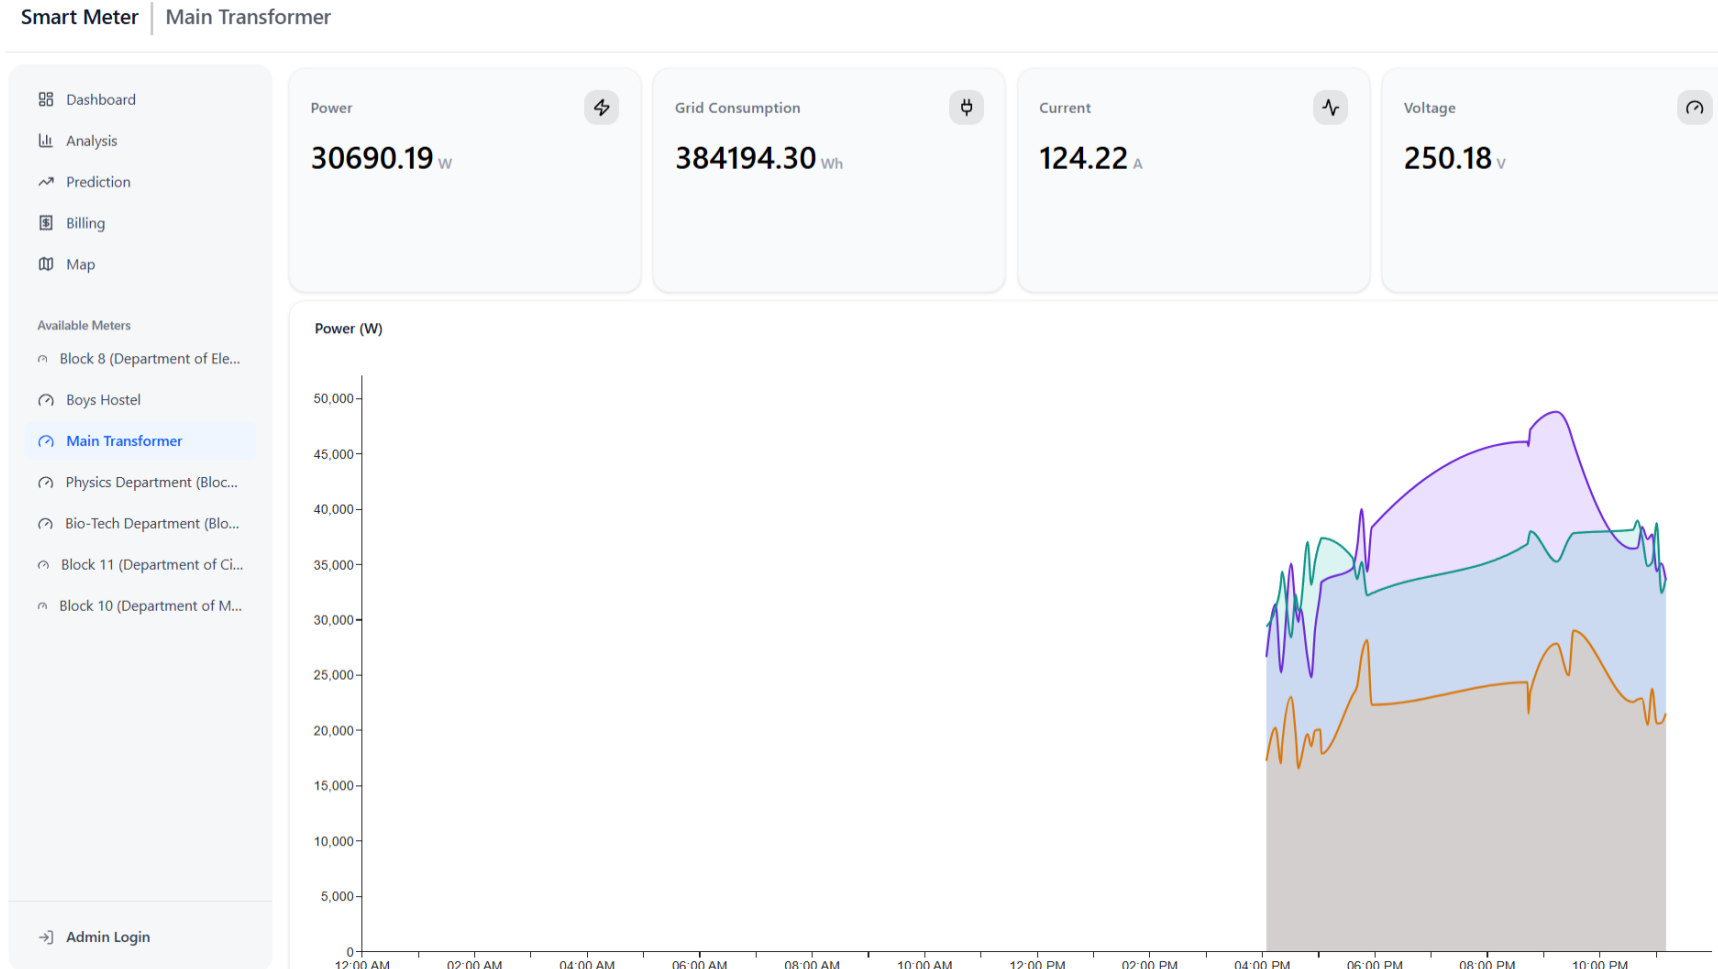 Smart Meter Main Transformer
Dashboard
Analysis
Prediction
Billing
Map
Available Meters
Block 8 (Department of Ele...
Boys Hostel
Main Transformer
Physics Department (Bloc...
Bio-Tech Department (Blo...
Block 11 (Department of Ci...
Block 10 (Department of M...
Admin Login
Power
30690.19 W
Grid Consumption
384194.30 Wh
Current
124.22 A
Voltage
250.18 V
Power (W)
50,000
45,000
40,000
35,000
30,000
25,000
20,000
15,000
10,000
5,000
0
12:00 AM 02:00 AM 04:00 AM 06:00 AM 08:00 AM 10:00 AM 12:00 PM 02:00 PM 04:00 PM 06:00 PM 08:00 PM 10:00 PM